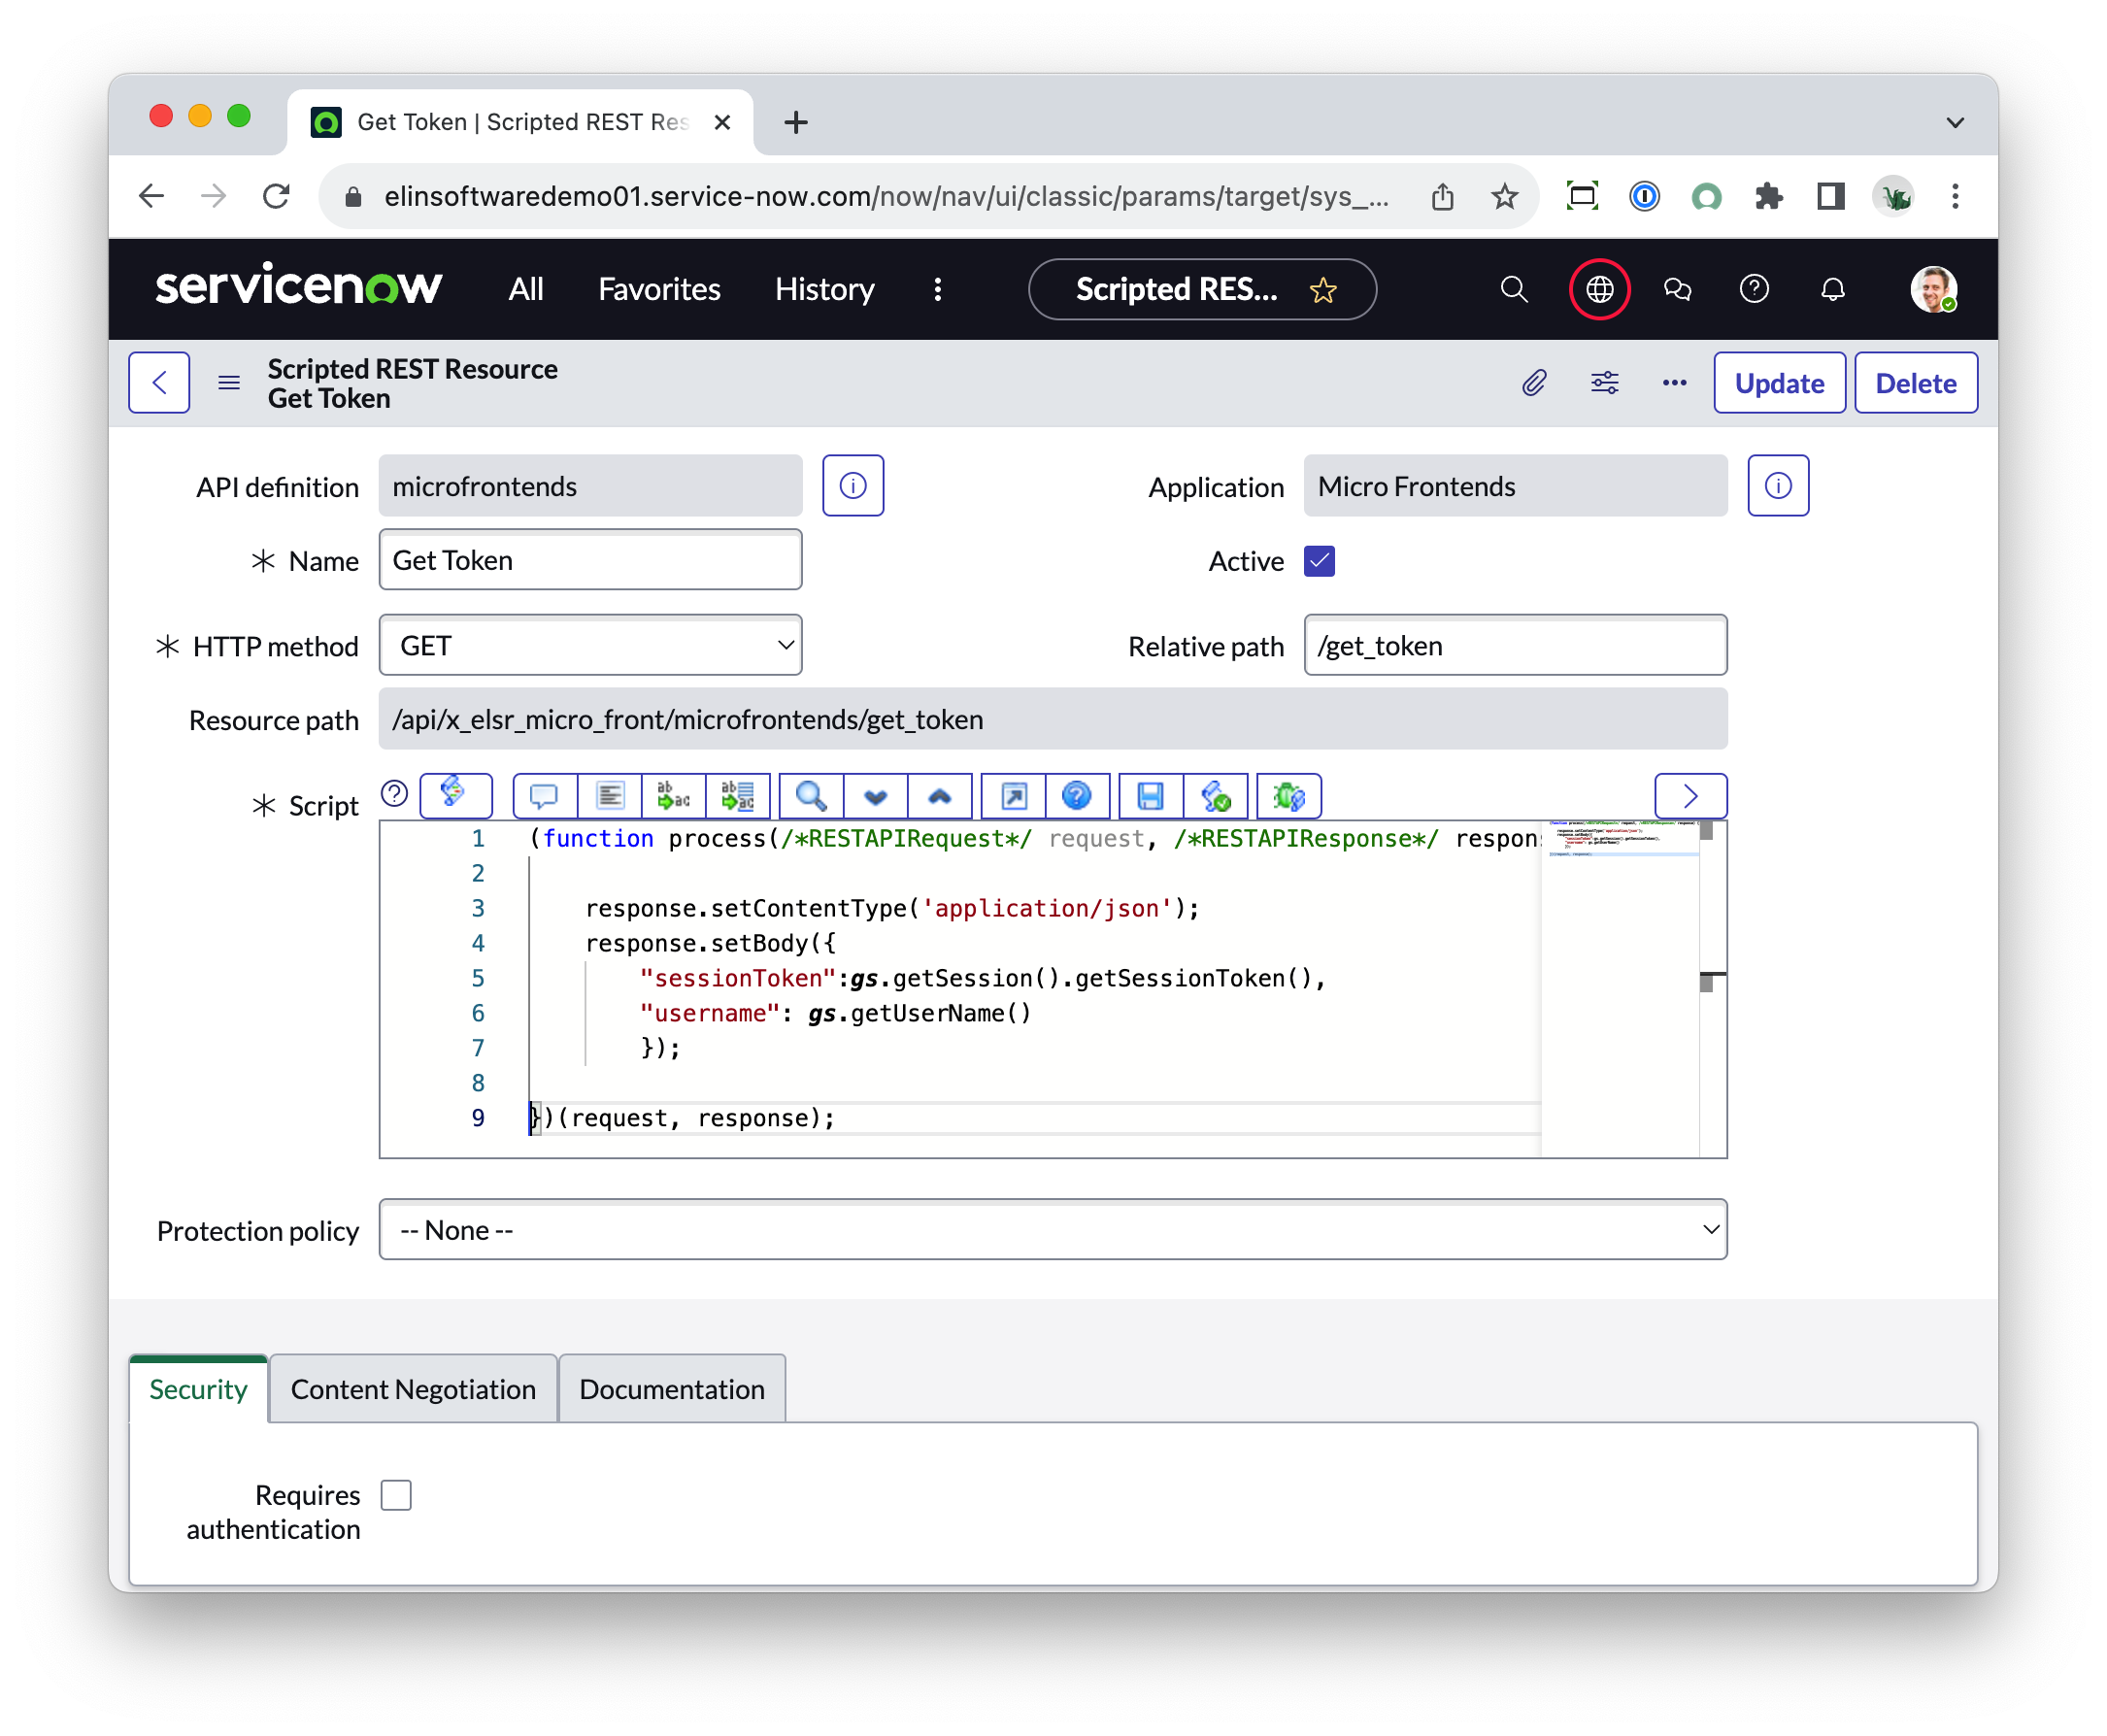 Get Token | Scripted REST Res
elinsoftwaredemo01.service-now.com/now/nav/ui/classic/params/target/sys_...
servicenow All Favorites History Scripted RES...
Scripted REST Resource
Get Token
Update Delete
API definition microfrontends
Application Micro Frontends
* Name Get Token
Active
* HTTP method GET
Relative path /get_token
Resource path /api/x_elsr_micro_front/microfrontends/get_token
* Script
1 (function process(/*RESTAPIRequest*/ request, /*RESTAPIResponse*/ respons
2
3 response.setContentType('application/json');
4 response.setBody({
5 "sessionToken":gs.getSession().getSessionToken(),
6 "username": gs.getUserName()
7 });
8
9 })(request, response);
Protection policy -- None --
Security Content Negotiation Documentation
Requires
authentication